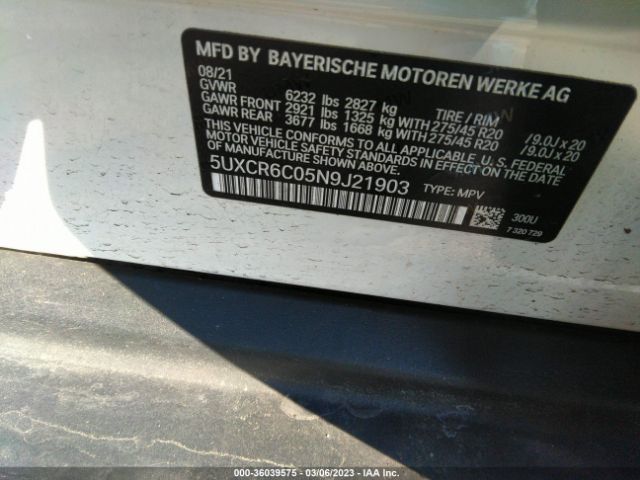 MFD BY BAYERISCHE MOTOREN WERKE AG
08/21
GVWR 6232 lbs 2827 kg TIRE / RIM
GAWR FRONT 2921 lbs 1325 kg WITH 275/45 R20 /9.0J x 20
GAWR REAR 3677 lbs 1668 kg WITH 275/45 R20 /9.0J x 20
THIS VEHICLE CONFORMS TO ALL APPLICABLE U.S. FEDERAL
MOTOR VEHICLE SAFETY STANDARDS IN EFFECT ON THE DATE
OF MANUFACTURE SHOWN ABOVE.
5UXCR6C05N9J21903 TYPE: MPV
300U
7 320 729
000-36039575 - 03/06/2023 - IAA Inc.